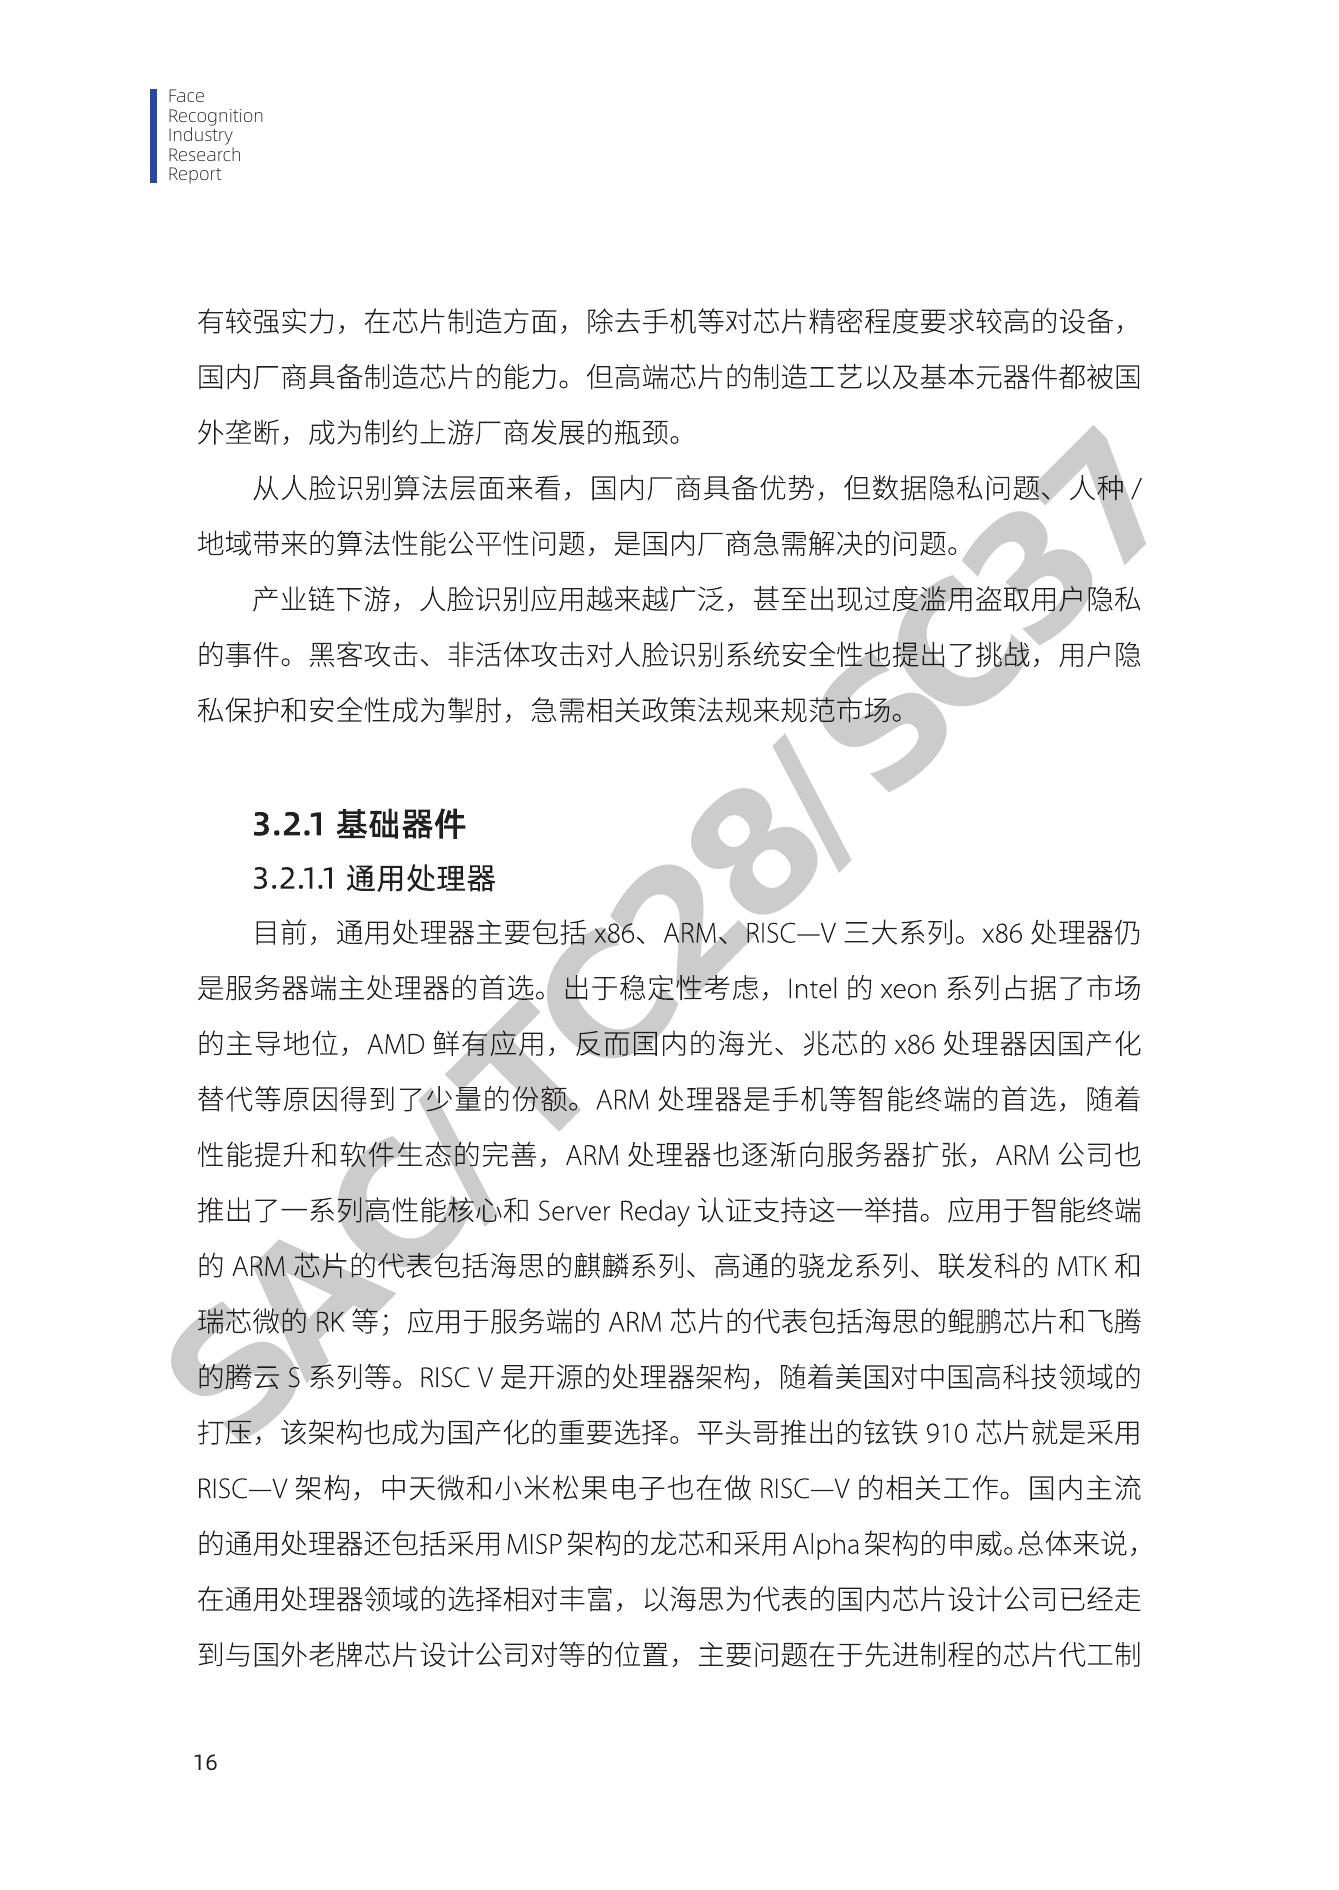 Face
Recognition
Industry
Research
Report
有较强实力，在芯片制造方面，除去手机等对芯片精密程度要求较高的设备，
国内厂商具备制造芯片的能力。但高端芯片的制造工艺以及基本元器件都被国
外垄断，成为制约上游厂商发展的瓶颈。
从人脸识别算法层面来看，国内厂商具备优势，但数据隐私问题、人种 /
地域带来的算法性能公平性问题，是国内厂商急需解决的问题。
产业链下游，人脸识别应用越来越广泛，甚至出现过度滥用盗取用户隐私
的事件。黑客攻击、非活体攻击对人脸识别系统安全性也提出了挑战，用户隐
私保护和安全性成为掣肘，急需相关政策法规来规范市场。
3.2.1 基础器件
3.2.1.1 通用处理器
目前，通用处理器主要包括 x86、ARM、RISC—V 三大系列。x86 处理器仍
是服务器端主处理器的首选。出于稳定性考虑，Intel 的 xeon 系列占据了市场
的主导地位，AMD 鲜有应用，反而国内的海光、兆芯的 x86 处理器因国产化
替代等原因得到了少量的份额。ARM 处理器是手机等智能终端的首选，随着
性能提升和软件生态的完善，ARM 处理器也逐渐向服务器扩张，ARM 公司也
推出了一系列高性能核心和 Server Reday 认证支持这一举措。应用于智能终端
的 ARM 芯片的代表包括海思的麒麟系列、高通的骁龙系列、联发科的 MTK 和
瑞芯微的 RK 等；应用于服务端的 ARM 芯片的代表包括海思的鲲鹏芯片和飞腾
的腾云 S 系列等。RISC V 是开源的处理器架构，随着美国对中国高科技领域的
打压，该架构也成为国产化的重要选择。平头哥推出的铉铁 910 芯片就是采用
RISC—V 架构，中天微和小米松果电子也在做 RISC—V 的相关工作。国内主流
的通用处理器还包括采用 MISP 架构的龙芯和采用 Alpha 架构的申威。总体来说，
在通用处理器领域的选择相对丰富，以海思为代表的国内芯片设计公司已经走
到与国外老牌芯片设计公司对等的位置，主要问题在于先进制程的芯片代工制
16
SAC/TC28/SC37